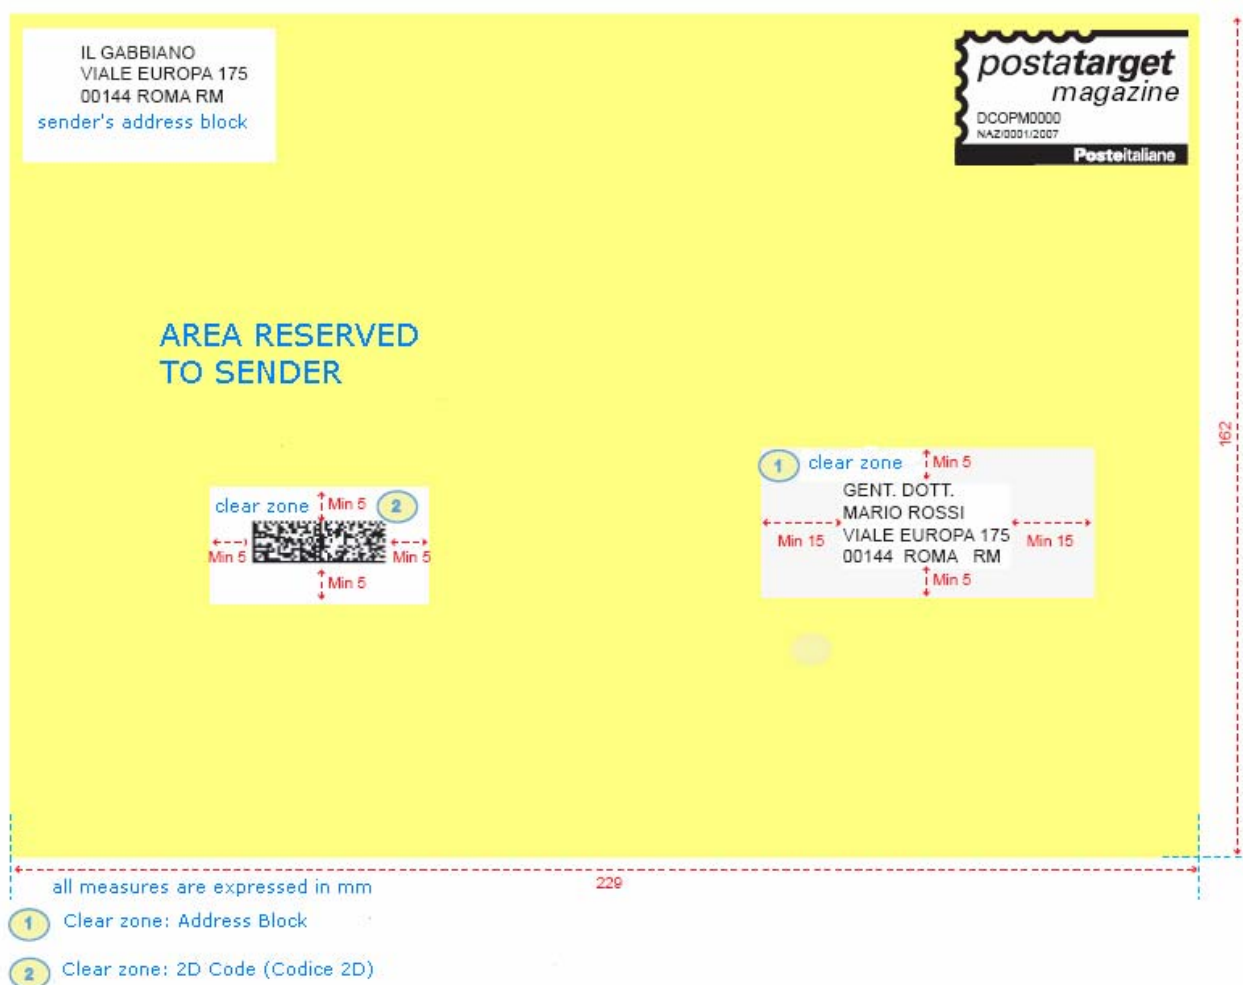 IL GABBIANO
VIALE EUROPA 175
00144 ROMA RM
sender's address block
postatarget
magazine
DCOPM0000
NAZ/0001/2007
Posteitaliane
AREA RESERVED
TO SENDER
162
1 clear zone Min 5
GENT. DOTT.
MARIO ROSSI
VIALE EUROPA 175
00144 ROMA RM
Min 15
Min 15
Min 5
clear zone Min 5 2
Min 5
Min 5
Min 5
229
all measures are expressed in mm
1 Clear zone: Address Block
2 Clear zone: 2D Code (Codice 2D)